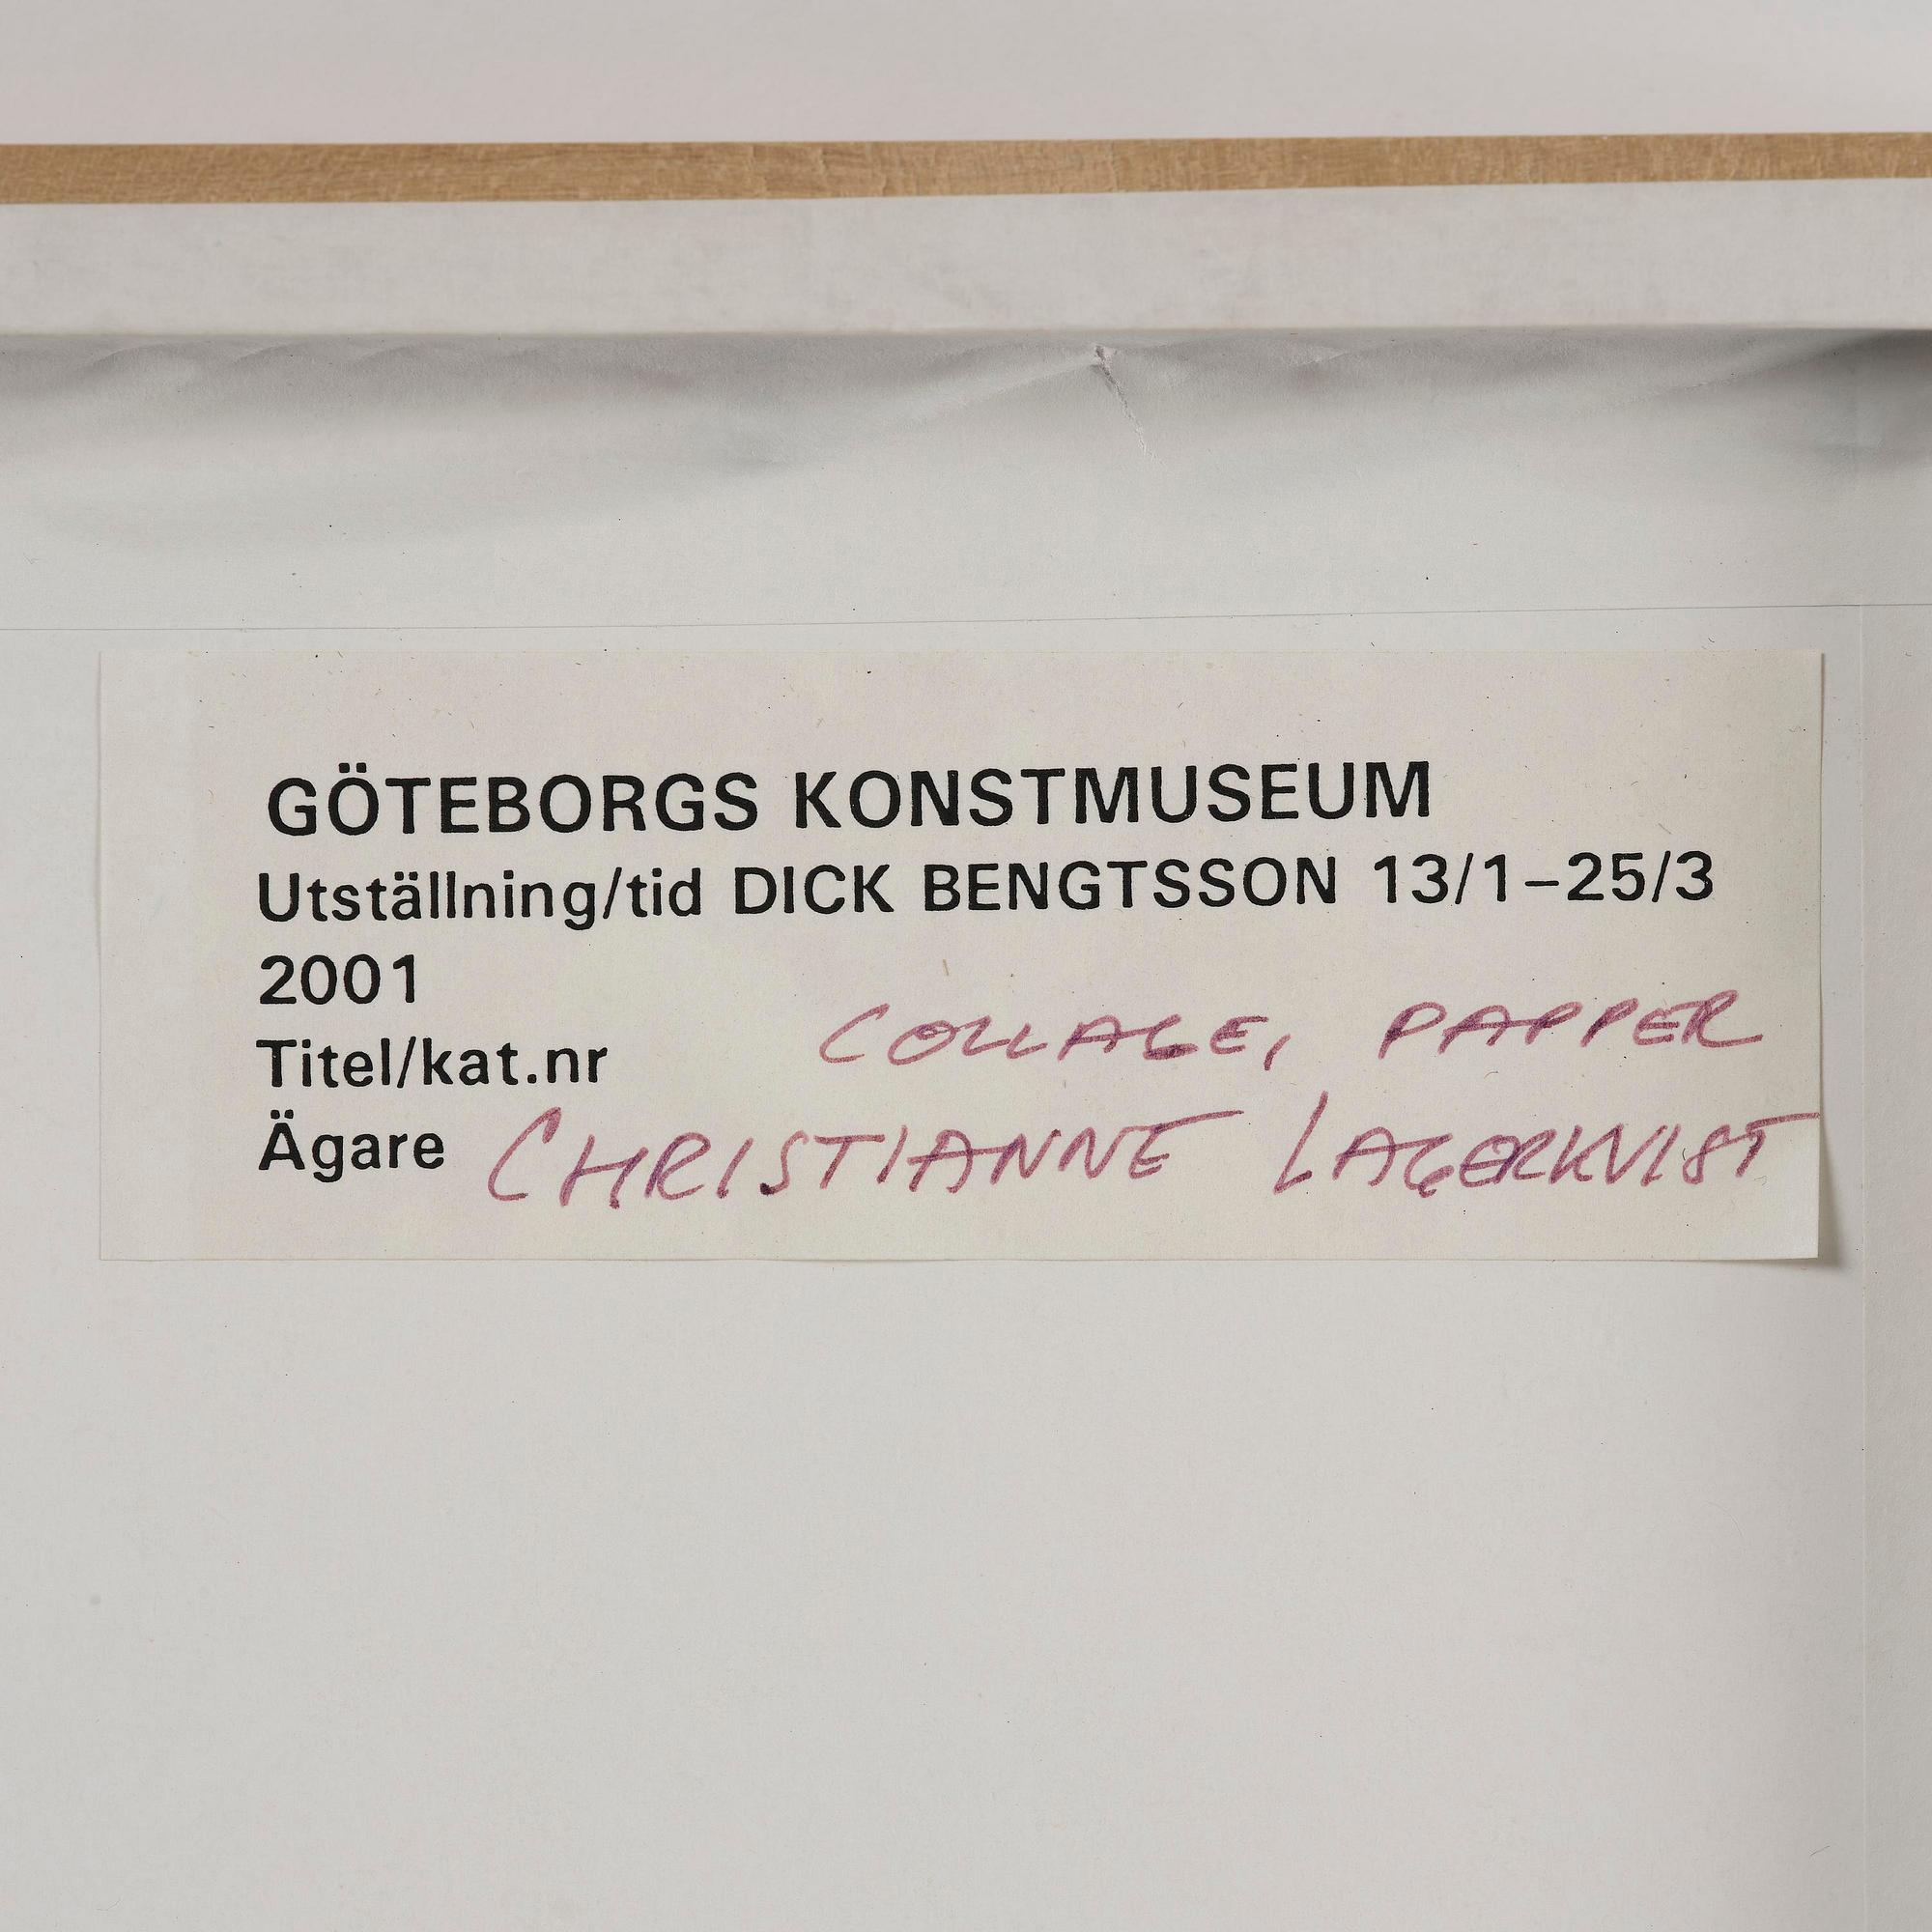 GÖTEBORGS KONSTMUSEUM
Utställning/tid DICK BENGTSSON 13/1–25/3
2001
Titel/kat.nr COLLAGE, PAPPER
Ägare CHRISTIANNE LAGERKVIST